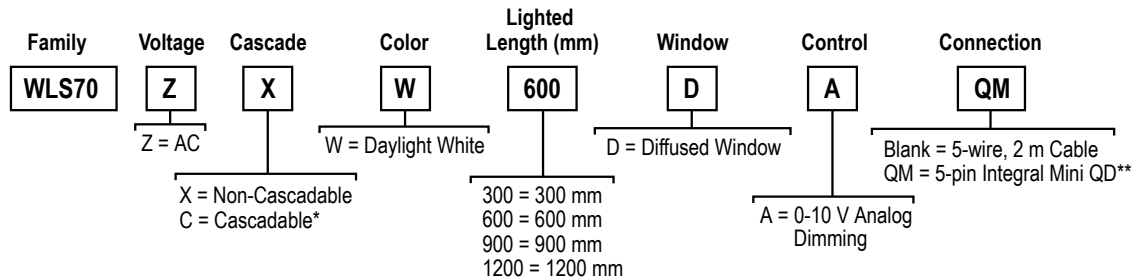 Family Voltage Cascade Color Lighted Length (mm) Window Control Connection
WLS70 Z X W 600 D A QM
Z = AC
X = Non-Cascadable
C = Cascadable*
W = Daylight White
300 = 300 mm
600 = 600 mm
900 = 900 mm
1200 = 1200 mm
D = Diffused Window
A = 0-10 V Analog
Dimming
Blank = 5-wire, 2 m Cable
QM = 5-pin Integral Mini QD**